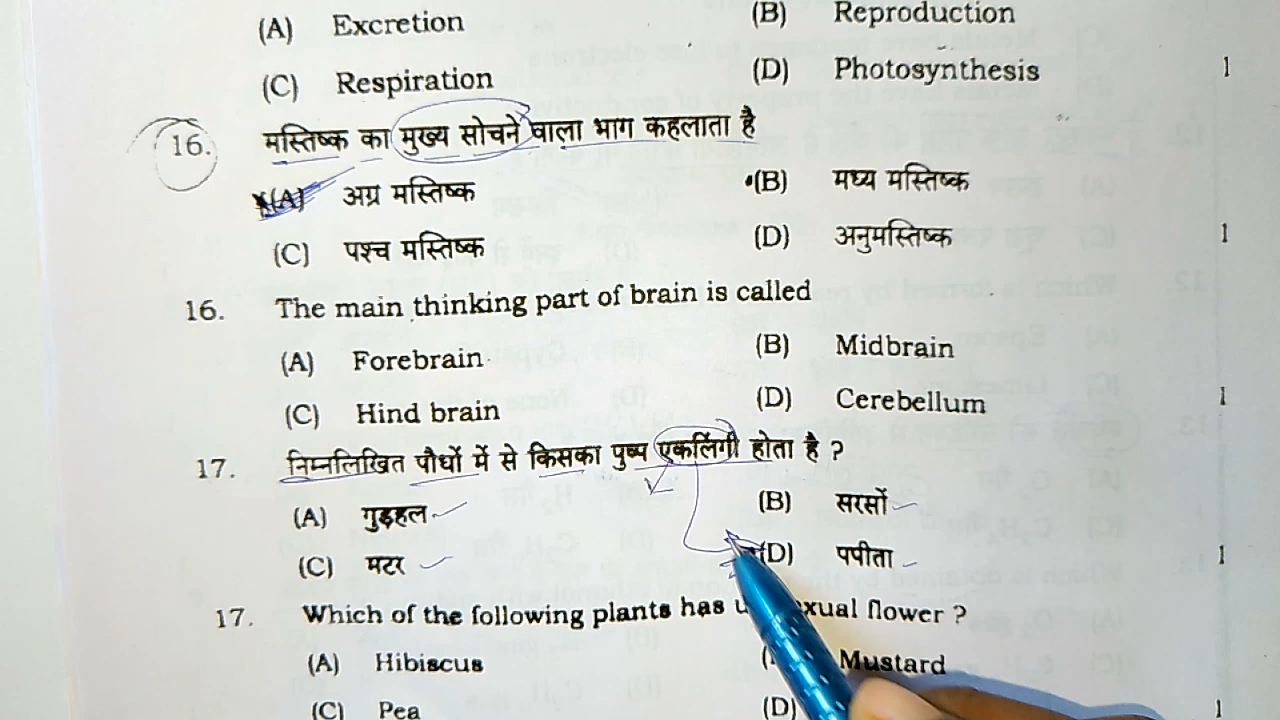 (A) Excretion (B) Reproduction
(C) Respiration (D) Photosynthesis 1
16. मस्तिष्क का मुख्य सोचने वाला भाग कहलाता है
(A) अग्र मस्तिष्क (B) मध्य मस्तिष्क
(C) पश्च मस्तिष्क (D) अनुमस्तिष्क 1
16. The main thinking part of brain is called
(A) Forebrain (B) Midbrain
(C) Hind brain (D) Cerebellum 1
17. निम्नलिखित पौधों में से किसका पुष्प एकलिंगी होता है ?
(A) गुड़हल (B) सरसों
(C) मटर (D) पपीता 1
17. Which of the following plants has flower ?
(A) Hibiscus Mustard
(C) Pea (D) 1